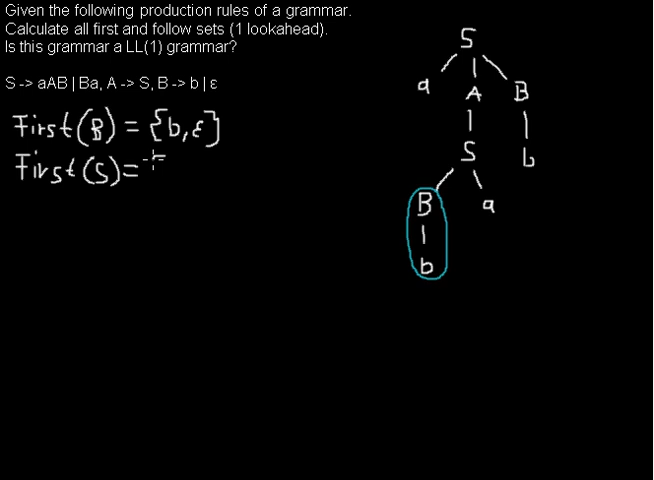 Given the following production rules of a grammar.
Calculate all first and follow sets (1 lookahead).
Is this grammar a LL(1) grammar?
S -> aAB | Ba, A -> S, B -> b | ε
First(B) = {b, ε}
First(S) =
S
a A B
S b
B a
b